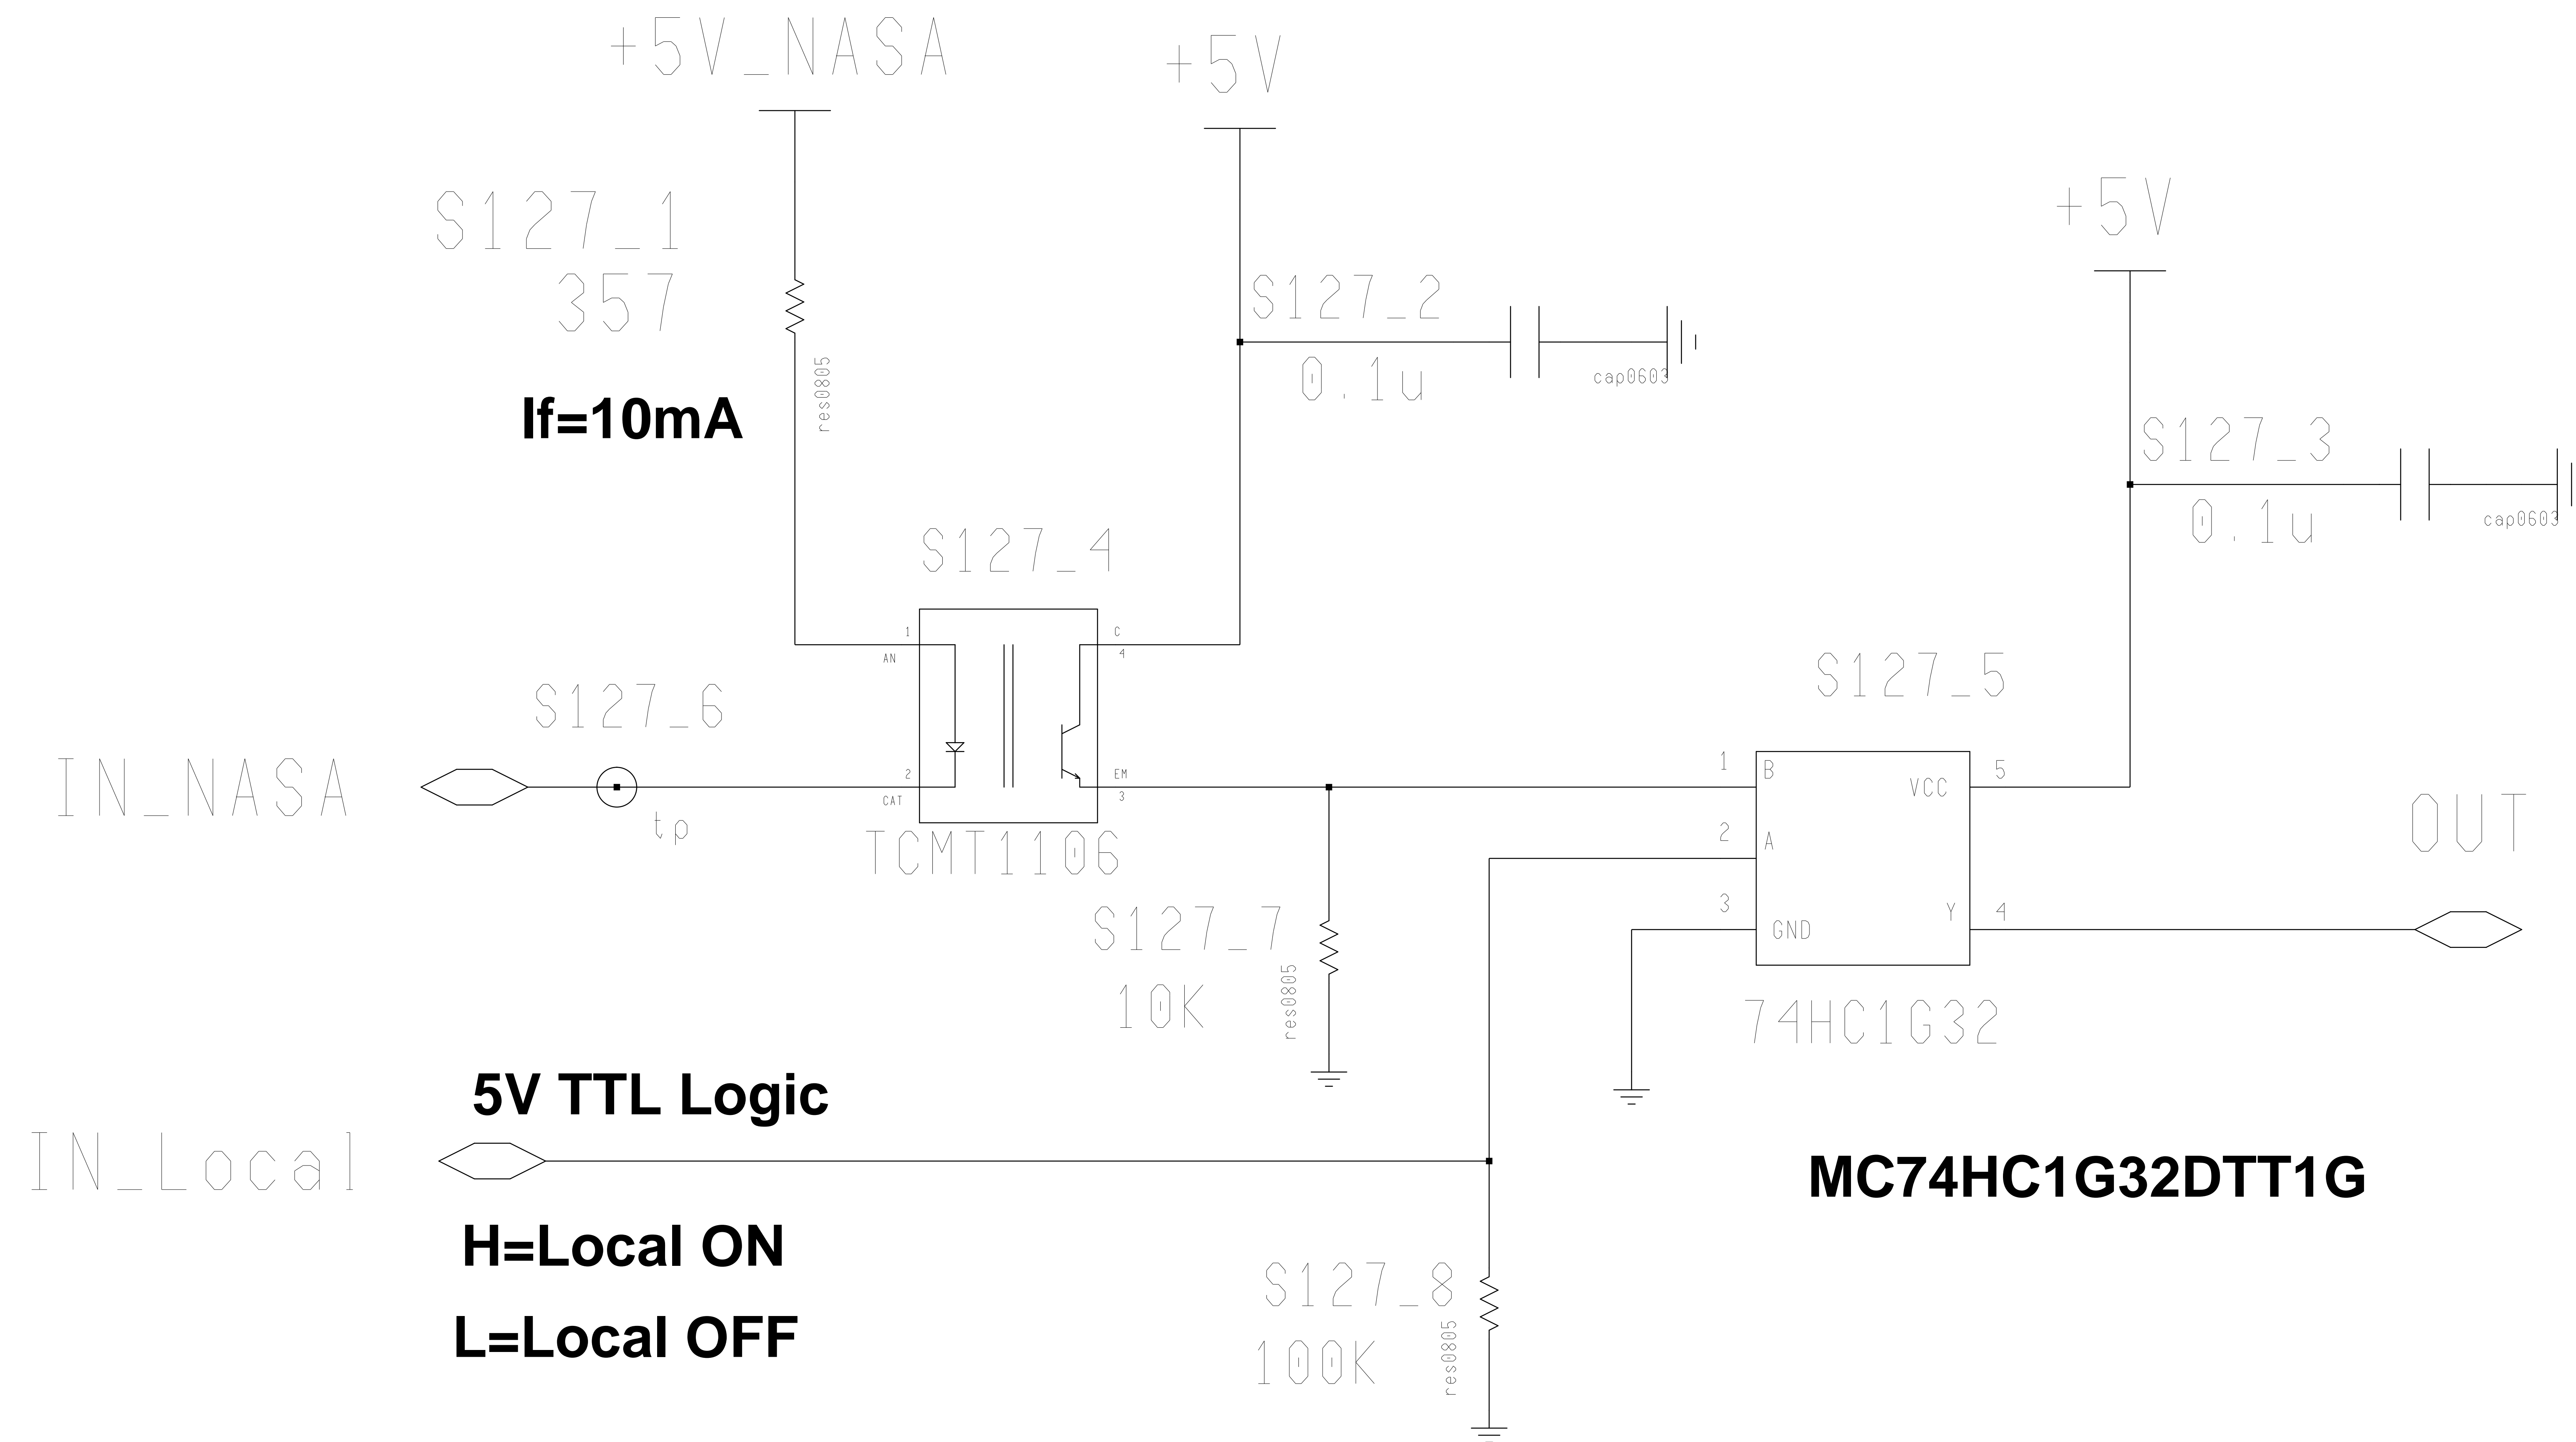 +5V_NASA
+5V
+5V
S127_1
357
res0805
If=10mA
S127_2
0.1u
cap0603
S127_3
0.1u
cap0603
S127_4
1
AN
C
4
S127_6
IN_NASA
tp
2
CAT
EM
3
TCMT1106
S127_5
1
B
VCC
5
2
A
3
GND
Y
4
OUT
74HC1G32
S127_7
10K
res0805
5V TTL Logic
IN_Local
H=Local ON
L=Local OFF
MC74HC1G32DTT1G
S127_8
100K
res0805